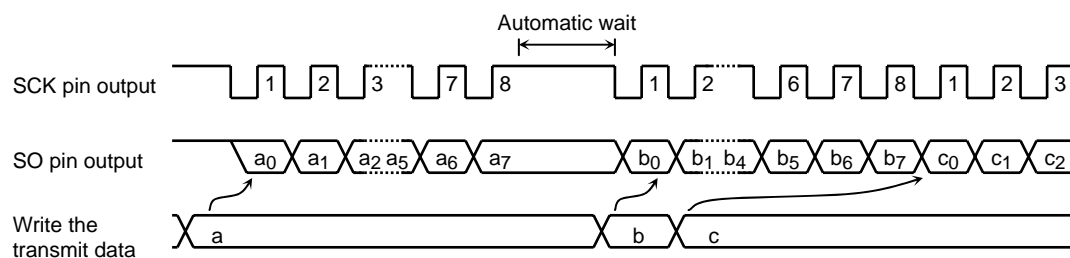 Automatic wait
SCK pin output 1 2 3 7 8 1 2 6 7 8 1 2 3
SO pin output a0 a1 a2 a5 a6 a7 b0 b1 b4 b5 b6 b7 c0 c1 c2
Write the
transmit data a b c